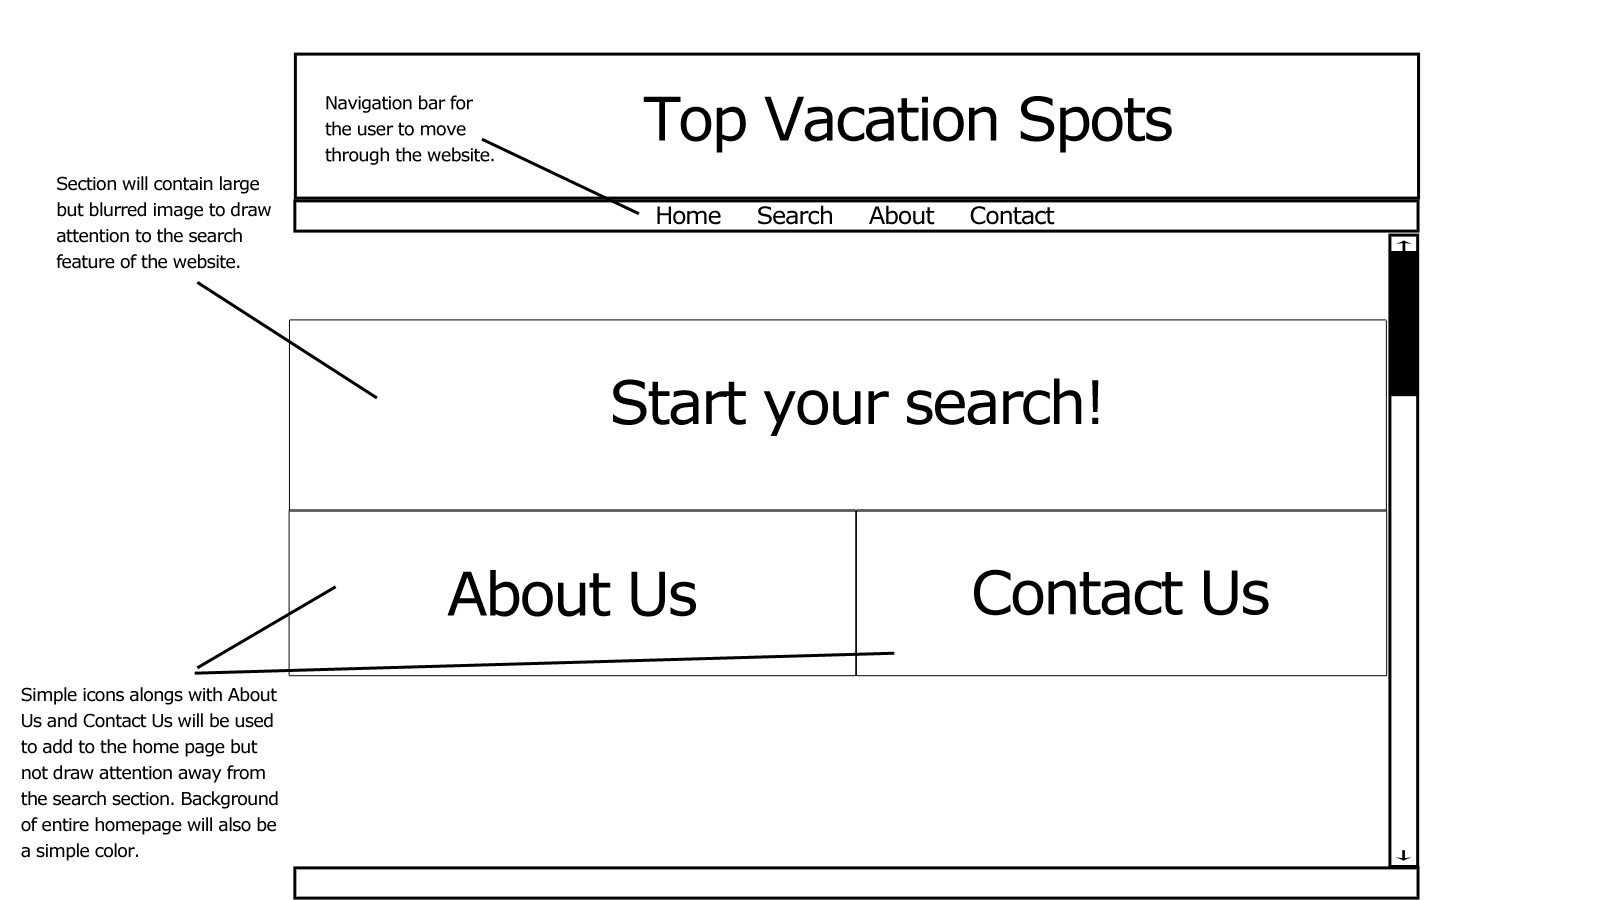 Top Vacation Spots
Navigation bar for
the user to move
through the website.
Home Search About Contact
Section will contain large
but blurred image to draw
attention to the search
feature of the website.
Start your search!
About Us
Contact Us
Simple icons alongs with About
Us and Contact Us will be used
to add to the home page but
not draw attention away from
the search section. Background
of entire homepage will also be
a simple color.